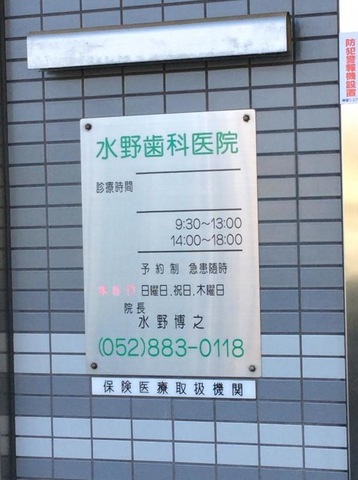 水野歯科医院
診療時間
9:30~13:00
14:00~18:00
予約制 急患随時
休診日 日曜日,祝日,木曜日
院長
水野博之
(052)883-0118
保険医療取扱機関
防犯警報機設置